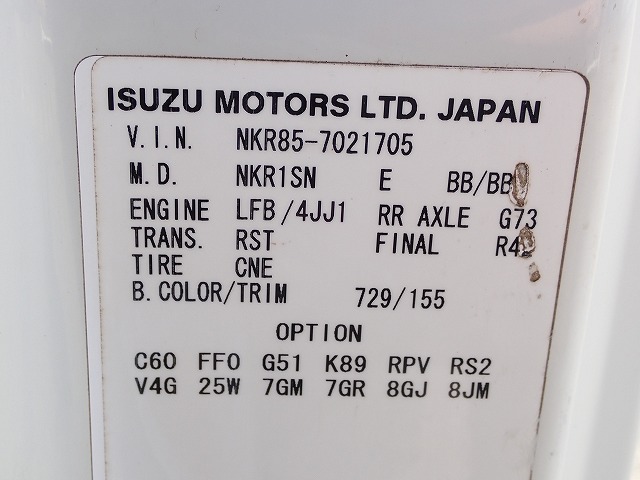 ISUZU MOTORS LTD. JAPAN
V.I.N. NKR85-7021705
M.D. NKR1SN E BB/BB
ENGINE LFB/4JJ1 RR AXLE G73
TRANS. RST FINAL
TIRE CNE
B.COLOR/TRIM 729/155
OPTION
C60 FF0 G51 K89 RPV RS2
V4G 25W 7GM 7GR 8GJ 8JM